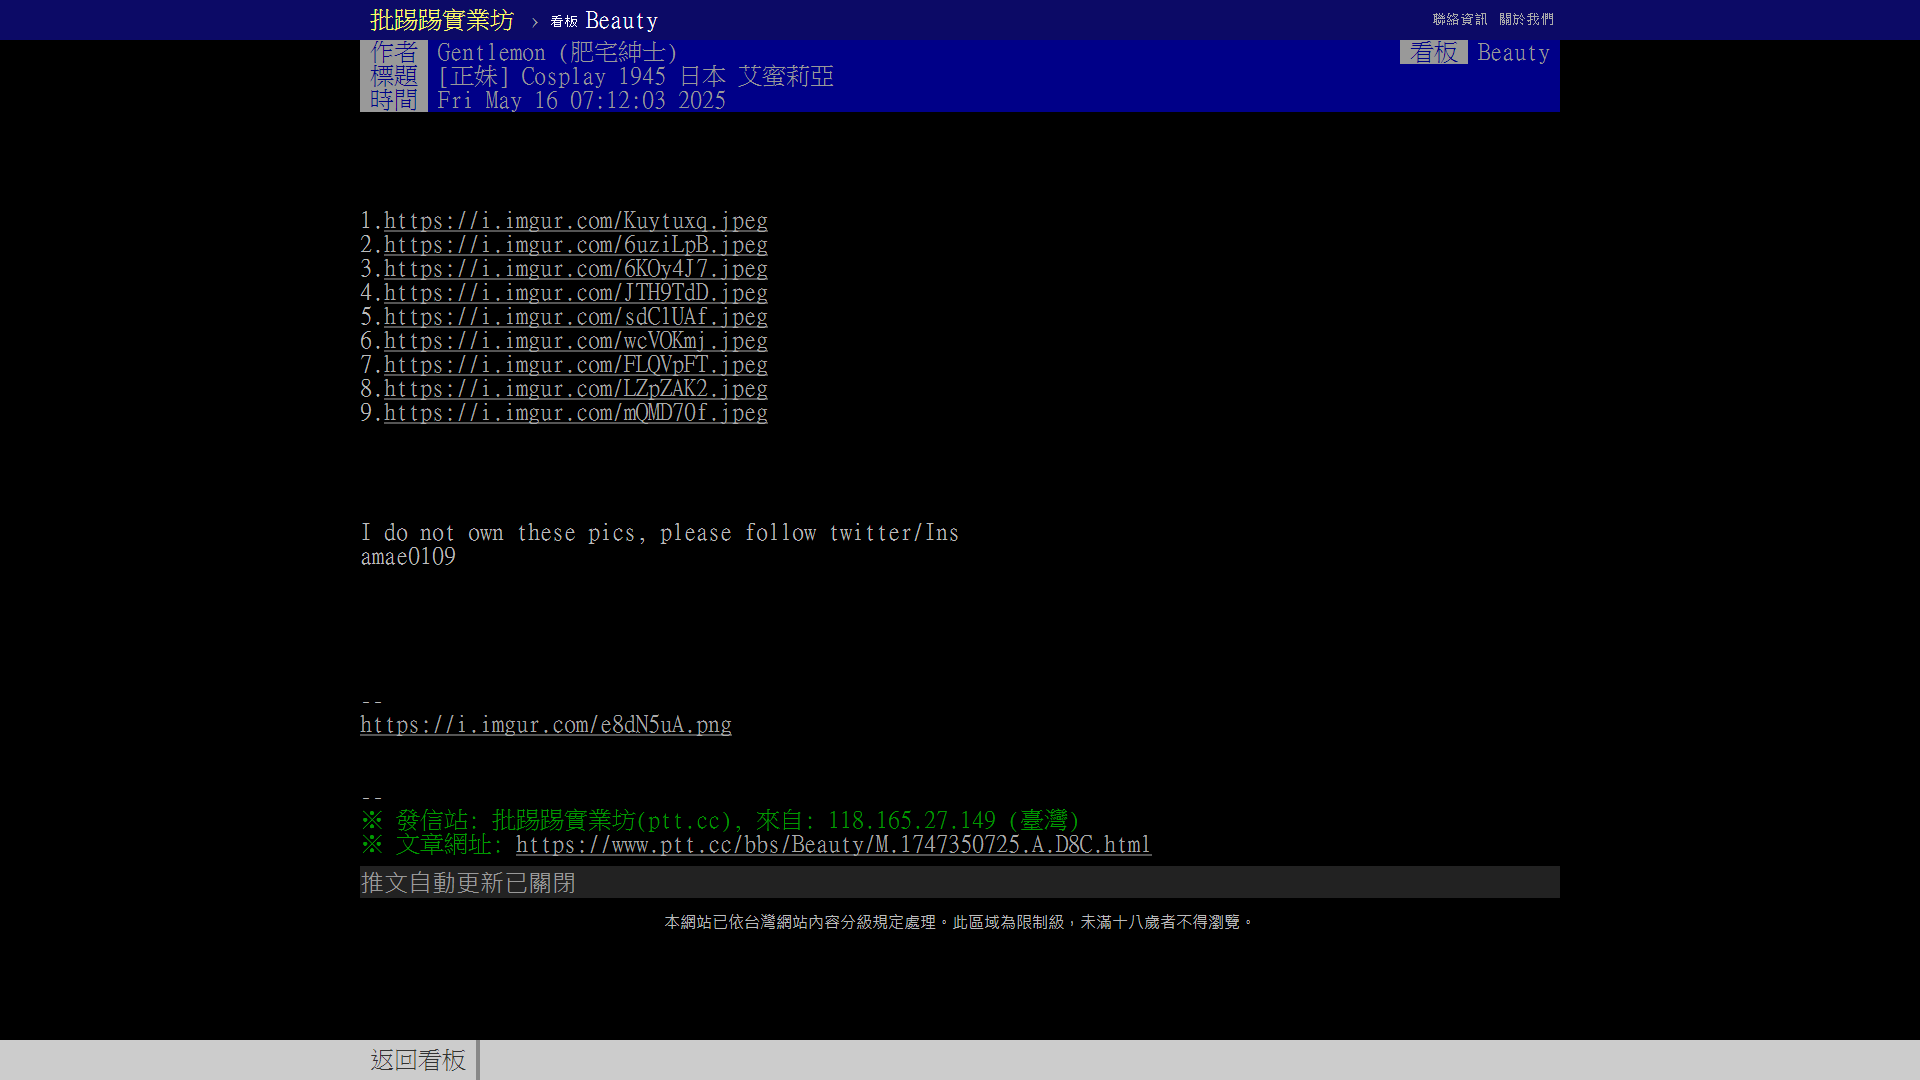 批踢踢實業坊 › 看板 Beauty 聯絡資訊 關於我們
作者 Gentlemon (肥宅紳士) 看板 Beauty
標題 [正妹] Cosplay 1945 日本 艾蜜莉亞
時間 Fri May 16 07:12:03 2025
1.https://i.imgur.com/Kuytuxq.jpeg
2.https://i.imgur.com/6uziLpB.jpeg
3.https://i.imgur.com/6KOy4J7.jpeg
4.https://i.imgur.com/JTH9TdD.jpeg
5.https://i.imgur.com/sdC1UAf.jpeg
6.https://i.imgur.com/wcVOKmj.jpeg
7.https://i.imgur.com/FLQVpFT.jpeg
8.https://i.imgur.com/LZpZAK2.jpeg
9.https://i.imgur.com/mQMD70f.jpeg
I do not own these pics, please follow twitter/Ins
amae0109
--
https://i.imgur.com/e8dN5uA.png
--
※ 發信站: 批踢踢實業坊(ptt.cc), 來自: 118.165.27.149 (臺灣)
※ 文章網址: https://www.ptt.cc/bbs/Beauty/M.1747350725.A.D8C.html
推文自動更新已關閉
本網站已依台灣網站內容分級規定處理。此區域為限制級，未滿十八歲者不得瀏覽。
返回看板